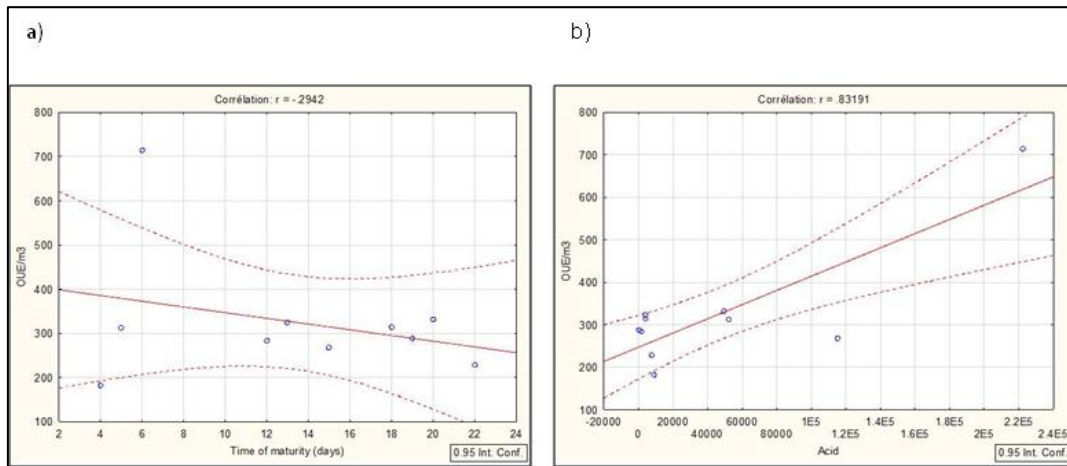 a)
b)
Corrélation: r = -.2942
800
700
600
500
400
300
200
100
OUE/m3
2 4 6 8 10 12 14 16 18 20 22 24
Time of maturity (days)
0.95 Int. Conf.
Corrélation: r = .83191
800
700
600
500
400
300
200
100
OUE/m3
-20000 20000 60000 1E5 1.4E5 1.8E5 2.2E5
0 40000 80000 1.2E5 1.6E5 2E5 2.4E5
Acid
0.95 Int. Conf.